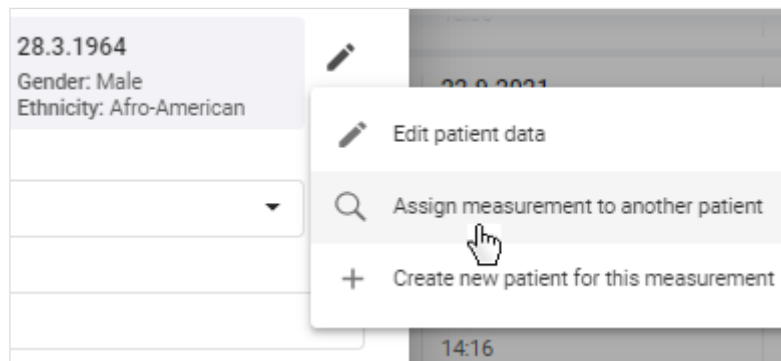 28.3.1964
Gender: Male
Ethnicity: Afro-American
Edit patient data
Assign measurement to another patient
Create new patient for this measurement
14:16